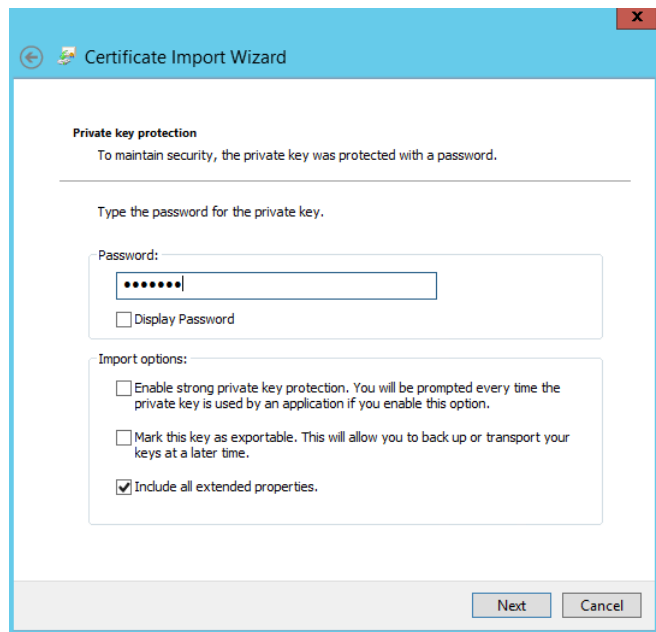 x
Certificate Import Wizard
Private key protection
To maintain security, the private key was protected with a password.
Type the password for the private key.
Password:
•••••••
Display Password
Import options:
Enable strong private key protection. You will be prompted every time the
private key is used by an application if you enable this option.
Mark this key as exportable. This will allow you to back up or transport your
keys at a later time.
Include all extended properties.
Next Cancel